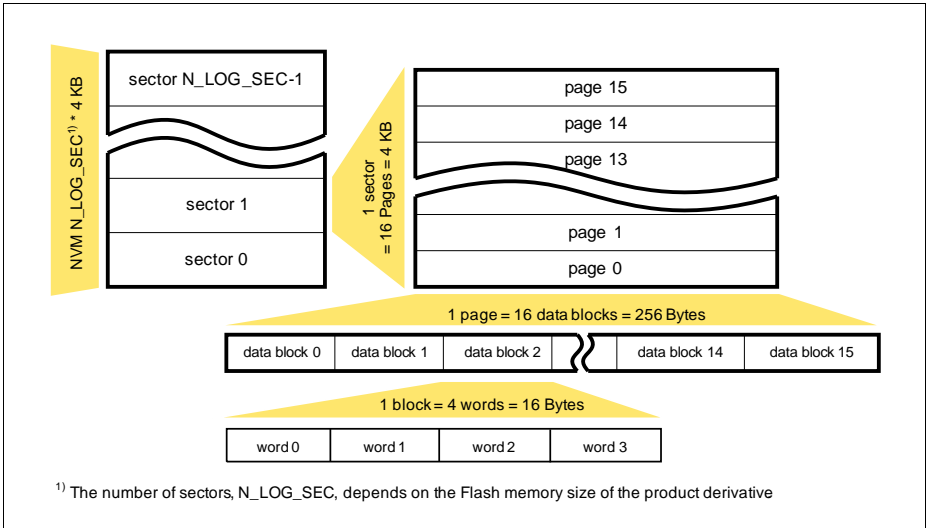 NVM N_LOG_SEC¹⁾ * 4 KB
sector N_LOG_SEC-1
sector 1
sector 0
1 sector
= 16 Pages = 4 KB
page 15
page 14
page 13
page 1
page 0
1 page = 16 data blocks = 256 Bytes
data block 0 data block 1 data block 2 data block 14 data block 15
1 block = 4 words = 16 Bytes
word 0 word 1 word 2 word 3
¹⁾ The number of sectors, N_LOG_SEC, depends on the Flash memory size of the product derivative